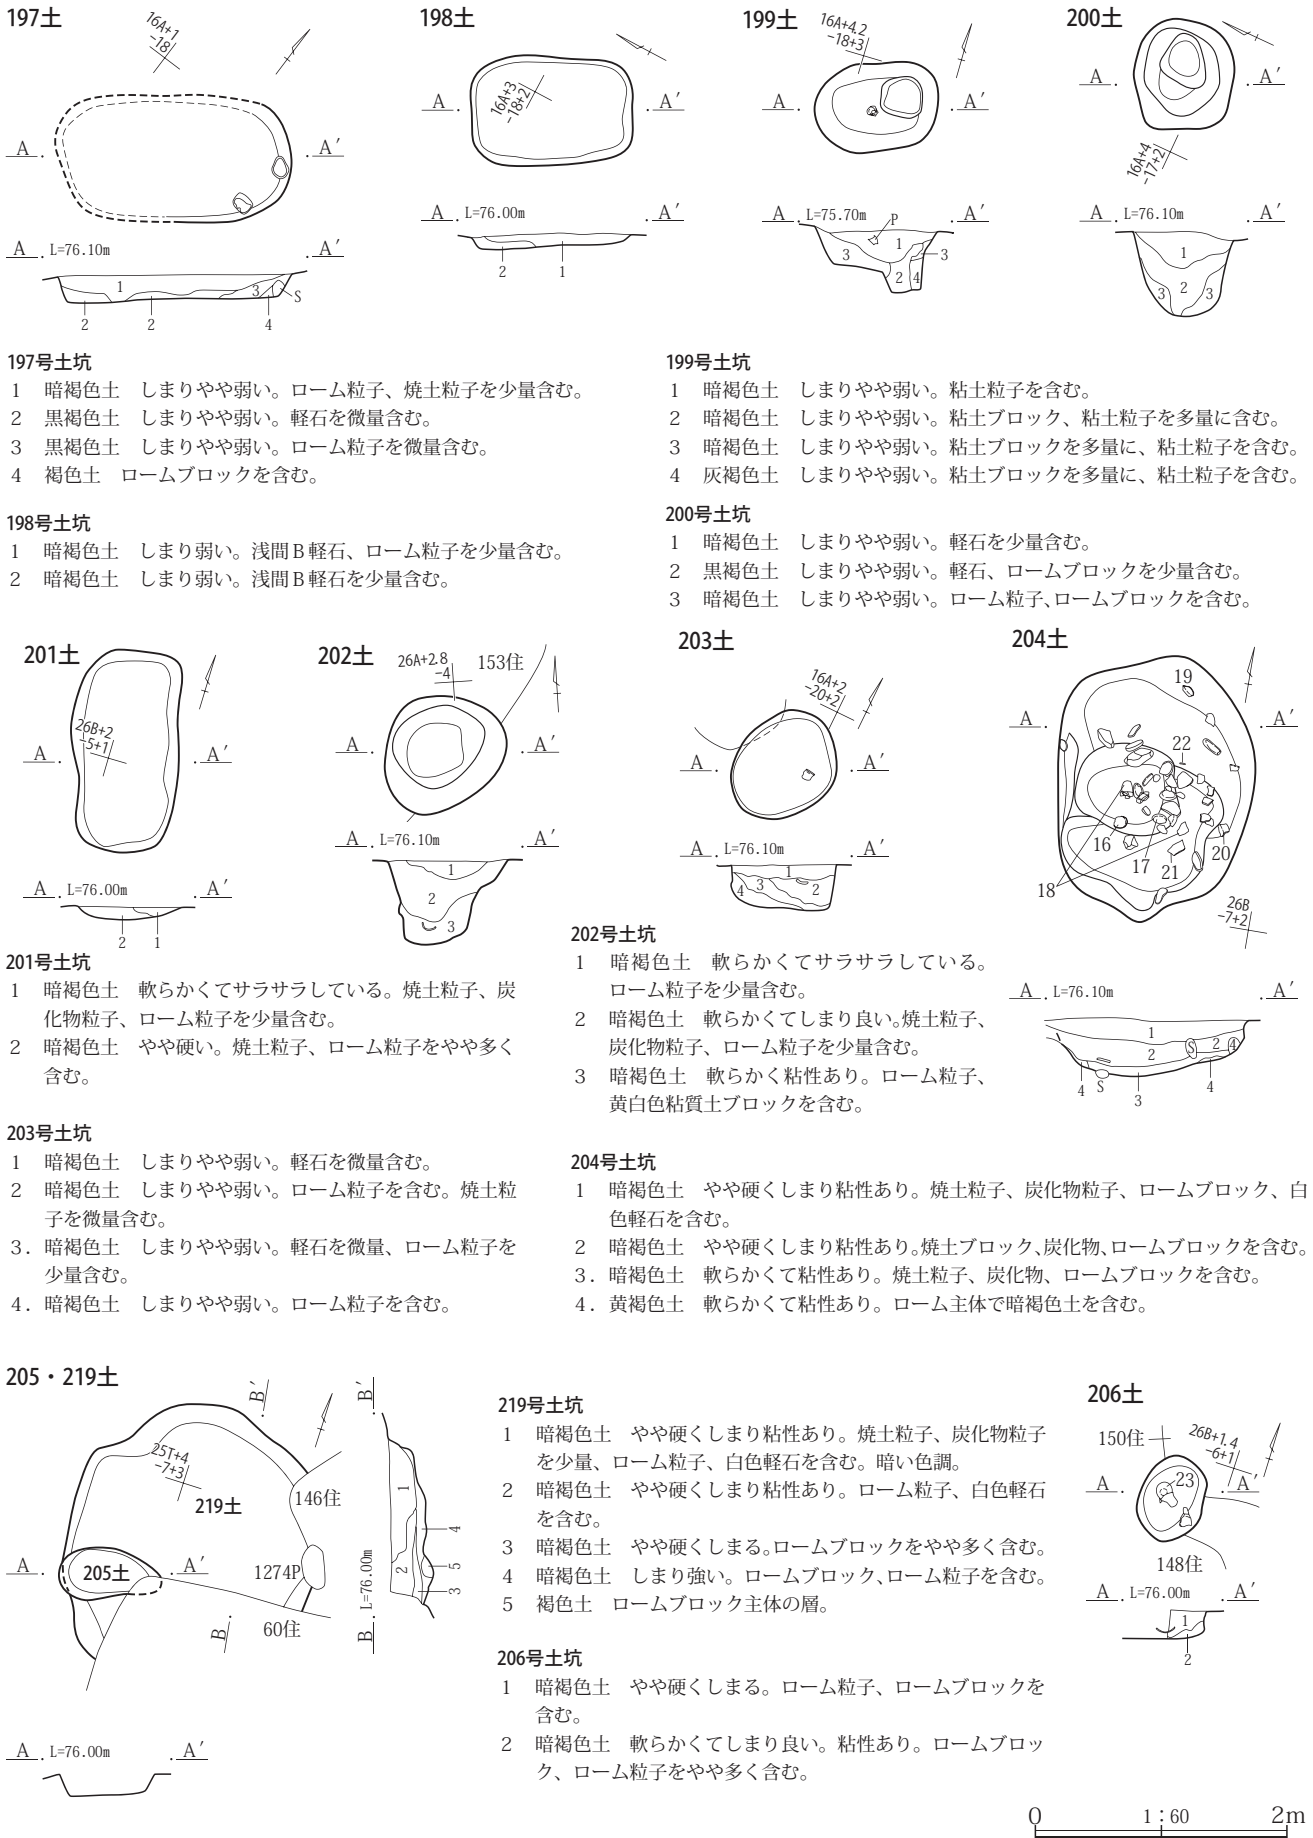 197土
16A+1
−18
A . . A′
A . L=76.10m . A′
1
3
S
2
2
4
198土
16A+3
−18+2
A . . A′
A . L=76.00m . A′
2
1
199土
16A+4.2
−18+3
A . . A′
A . L=75.70m . A′
P
1
3
3
2
4
200土
A . . A′
16A+4
−17+2
A . L=76.10m . A′
1
2
3
3
197号土坑
1 暗褐色土 しまりやや弱い。ローム粒子、焼土粒子を少量含む。
2 黒褐色土 しまりやや弱い。軽石を微量含む。
3 黒褐色土 しまりやや弱い。ローム粒子を微量含む。
4 褐色土 ロームブロックを含む。
198号土坑
1 暗褐色土 しまり弱い。浅間B軽石、ローム粒子を少量含む。
2 暗褐色土 しまり弱い。浅間B軽石を少量含む。
199号土坑
1 暗褐色土 しまりやや弱い。粘土粒子を含む。
2 暗褐色土 しまりやや弱い。粘土ブロック、粘土粒子を多量に含む。
3 暗褐色土 しまりやや弱い。粘土ブロックを多量に、粘土粒子を含む。
4 灰褐色土 しまりやや弱い。粘土ブロックを多量に、粘土粒子を含む。
200号土坑
1 暗褐色土 しまりやや弱い。軽石を少量含む。
2 黒褐色土 しまりやや弱い。軽石、ロームブロックを少量含む。
3 暗褐色土 しまりやや弱い。ローム粒子、ロームブロックを含む。
201土
26B+2
−5+1
A . . A′
A . L=76.00m . A′
2
1
202土
26A+2.8
−4
153住
A . . A′
A . L=76.10m . A′
1
2
3
203土
16A+2
−20+2
A . . A′
A . L=76.10m . A′
1
4
3
2
204土
19
A . . A′
22
16
17
21
20
18
26B
−7+2
A . L=76.10m . A′
1
2
S
2
4
4
S
3
4
201号土坑
1 暗褐色土 軟らかくてサラサラしている。焼土粒子、炭
化物粒子、ローム粒子を少量含む。
2 暗褐色土 やや硬い。焼土粒子、ローム粒子をやや多く
含む。
202号土坑
1 暗褐色土 軟らかくてサラサラしている。
ローム粒子を少量含む。
2 暗褐色土 軟らかくてしまり良い。焼土粒子、
炭化物粒子、ローム粒子を少量含む。
3 暗褐色土 軟らかく粘性あり。ローム粒子、
黄白色粘質土ブロックを含む。
203号土坑
1 暗褐色土 しまりやや弱い。軽石を微量含む。
2 暗褐色土 しまりやや弱い。ローム粒子を含む。焼土粒
子を微量含む。
3. 暗褐色土 しまりやや弱い。軽石を微量、ローム粒子を
少量含む。
4. 暗褐色土 しまりやや弱い。ローム粒子を含む。
204号土坑
1 暗褐色土 やや硬くしまり粘性あり。焼土粒子、炭化物粒子、ロームブロック、白
色軽石を含む。
2 暗褐色土 やや硬くしまり粘性あり。焼土ブロック、炭化物、ロームブロックを含む。
3. 暗褐色土 軟らかくて粘性あり。焼土粒子、炭化物、ロームブロックを含む。
4. 黄褐色土 軟らかくて粘性あり。ローム主体で暗褐色土を含む。
205・219土
B′
25T+4
−7+3
219土
146住
A . 205土 . A′
1274P
60住
B
B′
1
4
2
5
3
L=76.00m
B
A . L=76.00m . A′
219号土坑
1 暗褐色土 やや硬くしまり粘性あり。焼土粒子、炭化物粒子
を少量、ローム粒子、白色軽石を含む。暗い色調。
2 暗褐色土 やや硬くしまり粘性あり。ローム粒子、白色軽石
を含む。
3 暗褐色土 やや硬くしまる。ロームブロックをやや多く含む。
4 暗褐色土 しまり強い。ロームブロック、ローム粒子を含む。
5 褐色土 ロームブロック主体の層。
206号土坑
1 暗褐色土 やや硬くしまる。ローム粒子、ロームブロックを
含む。
2 暗褐色土 軟らかくてしまり良い。粘性あり。ロームブロッ
ク、ローム粒子をやや多く含む。
206土
150住
26B+1.4
−6+1
A . 23 . A′
148住
A . L=76.00m . A′
1
2
0 1：60 2m